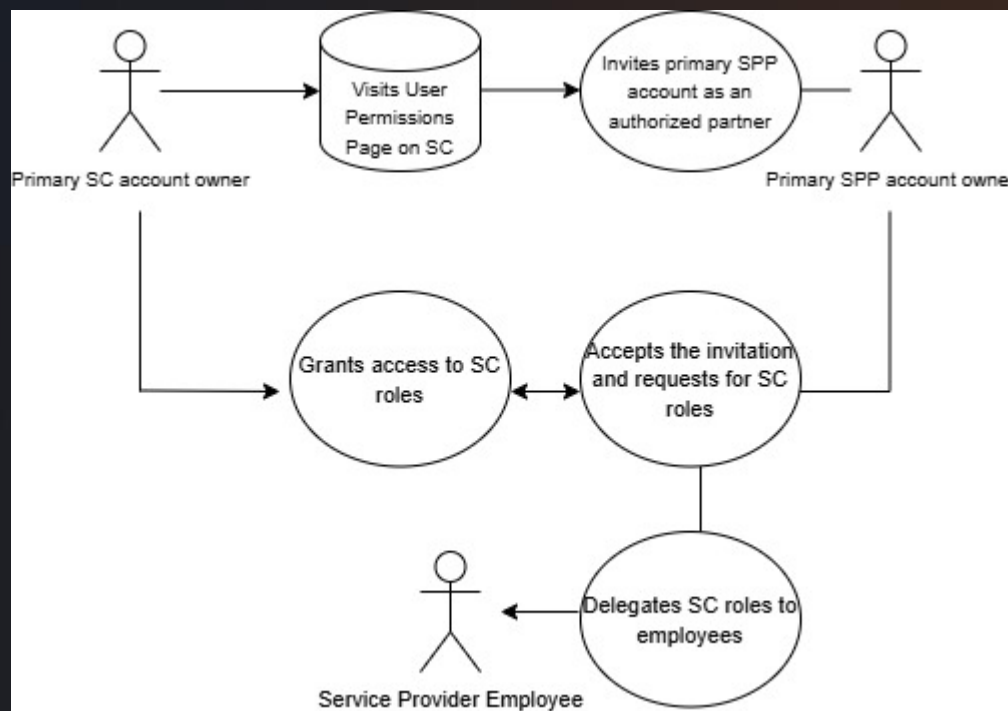 Visits User
Permissions
Page on SC
Invites primary SPP
account as an
authorized partner
Primary SC account owner
Primary SPP account owne
Grants access to SC
roles
Accepts the invitation
and requests for SC
roles
Delegates SC roles to
employees
Service Provider Employee